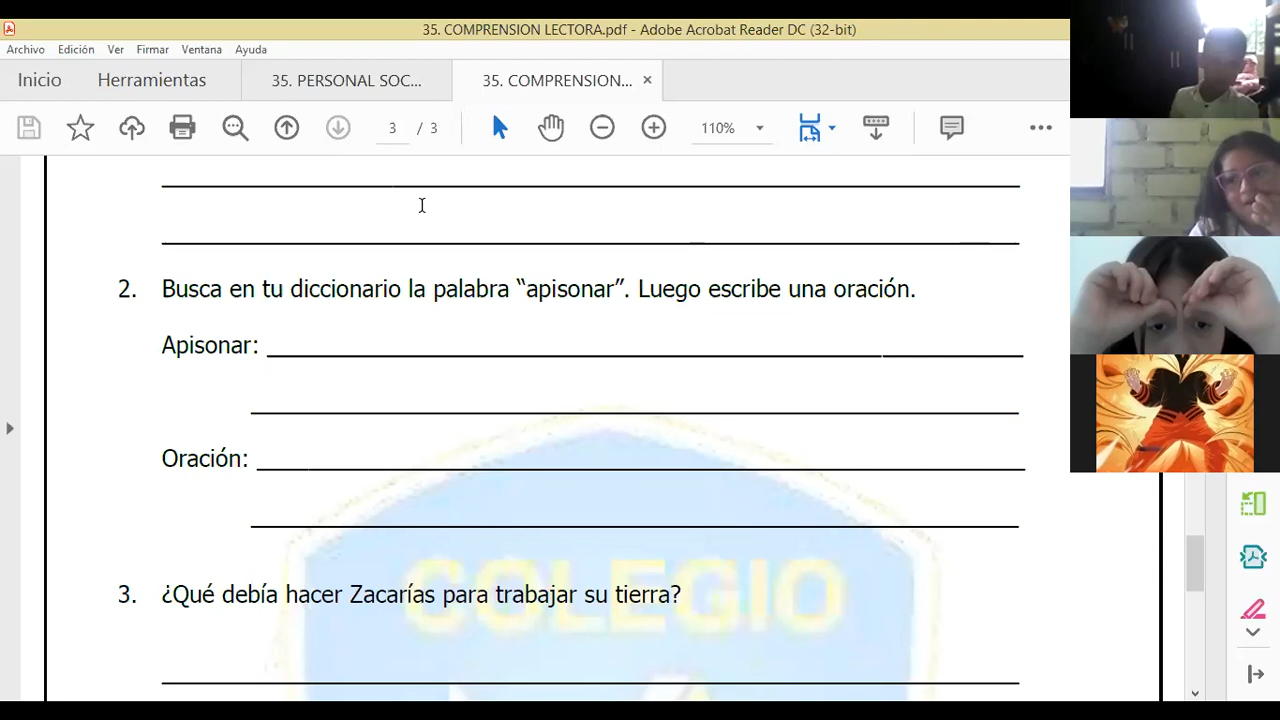 35. COMPRENSION LECTORA.pdf - Adobe Acrobat Reader DC (32-bit)
Archivo Edición Ver Firmar Ventana Ayuda
Inicio Herramientas 35. PERSONAL SOC... 35. COMPRENSION... ×
3 / 3 110%
2. Busca en tu diccionario la palabra “apisonar”. Luego escribe una oración.
Apisonar:
Oración:
3. ¿Qué debía hacer Zacarías para trabajar su tierra?
COLEGIO